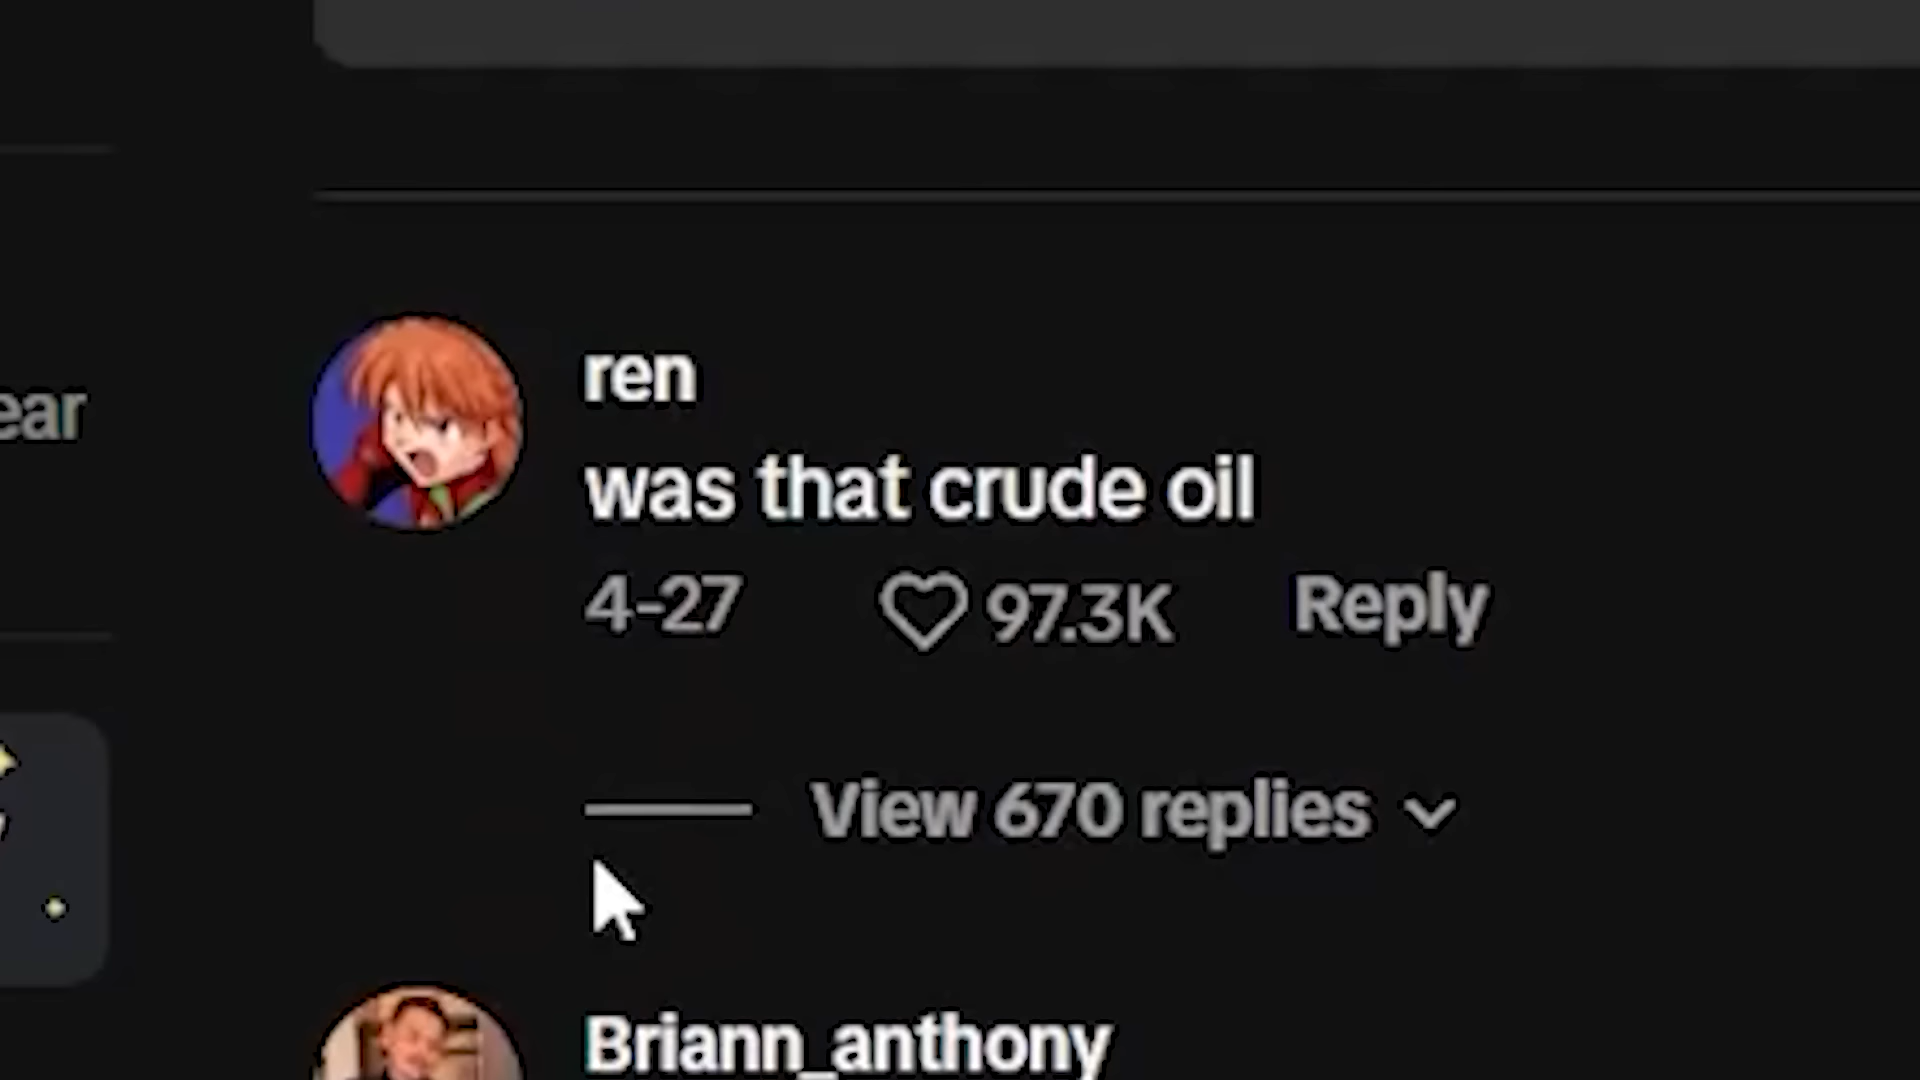 ren
ear
was that crude oil
4-27 97.3K Reply
View 670 replies
Briann_anthony